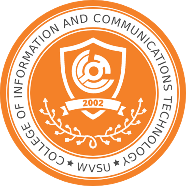 COLLEGE OF INFORMATION AND COMMUNICATIONS TECHNOLOGY
2002
★ WVSU ★